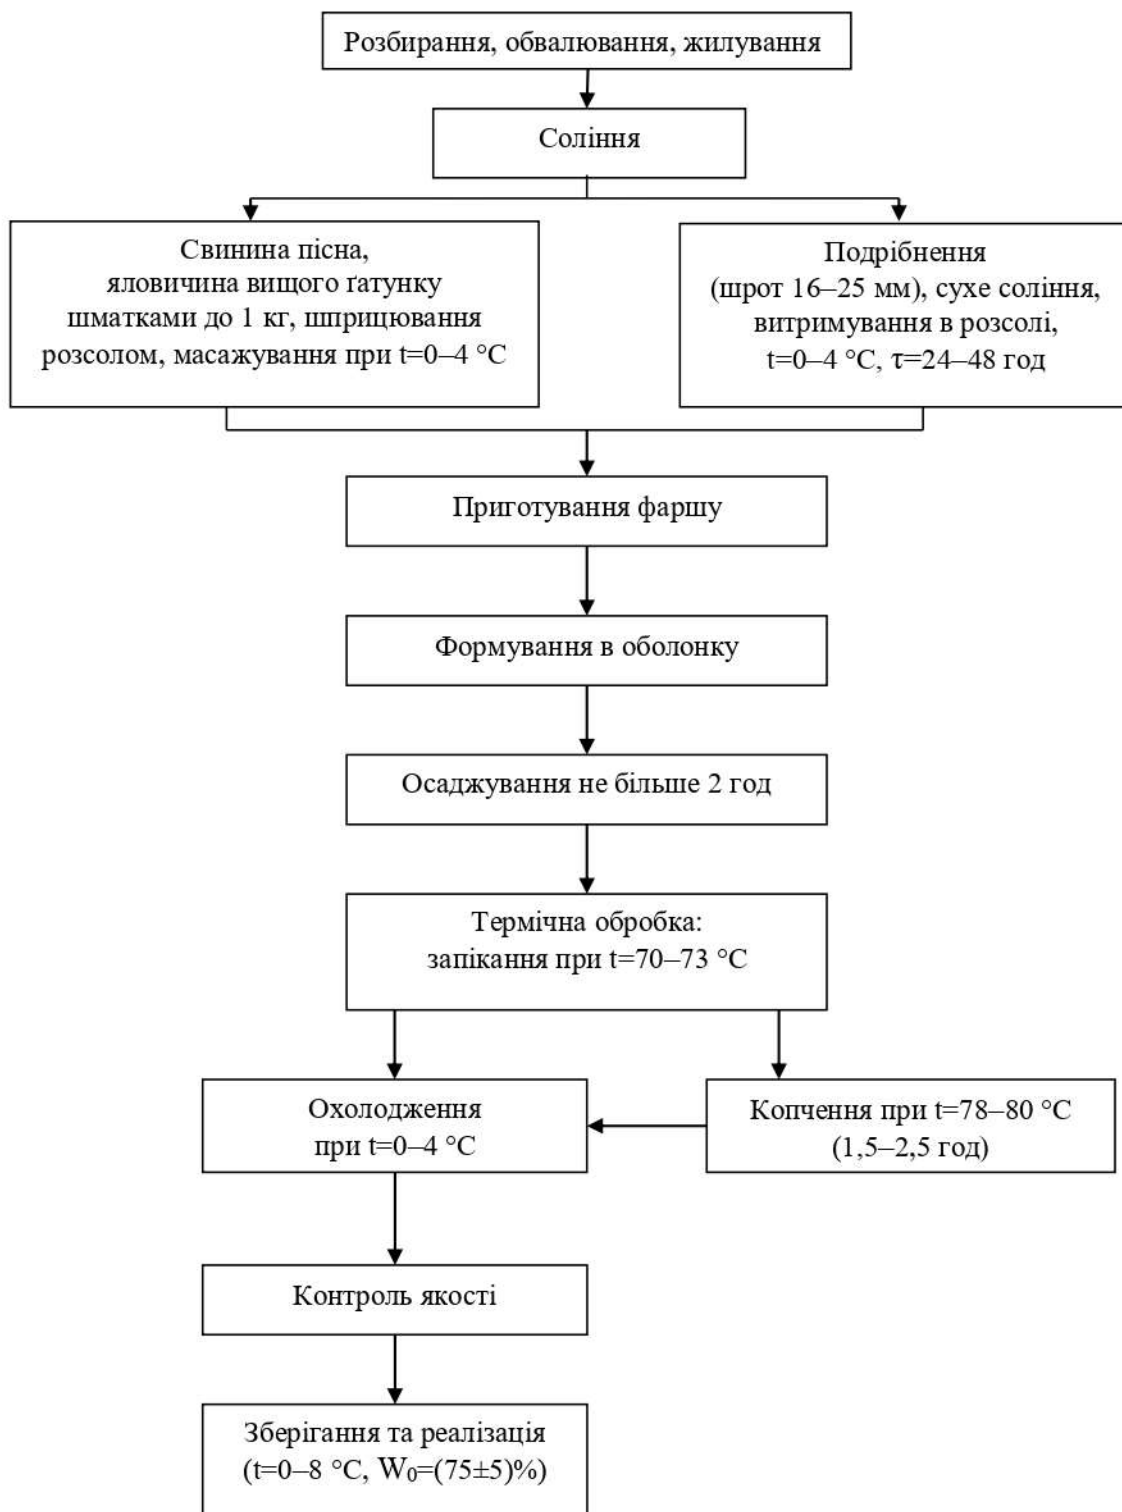 Розбирання, обвалювання, жилування
Соління
Свинина пісна,
яловичина вищого ґатунку
шматками до 1 кг, шприцювання
розсолом, масажування при t=0–4 °С
Подрібнення
(шрот 16–25 мм), сухе соління,
витримування в розсолі,
t=0–4 °С, τ=24–48 год
Приготування фаршу
Формування в оболонку
Осаджування не більше 2 год
Термічна обробка:
запікання при t=70–73 °С
Охолодження
при t=0–4 °С
Копчення при t=78–80 °С
(1,5–2,5 год)
Контроль якості
Зберігання та реалізація
(t=0–8 °С, W₀=(75±5)%)